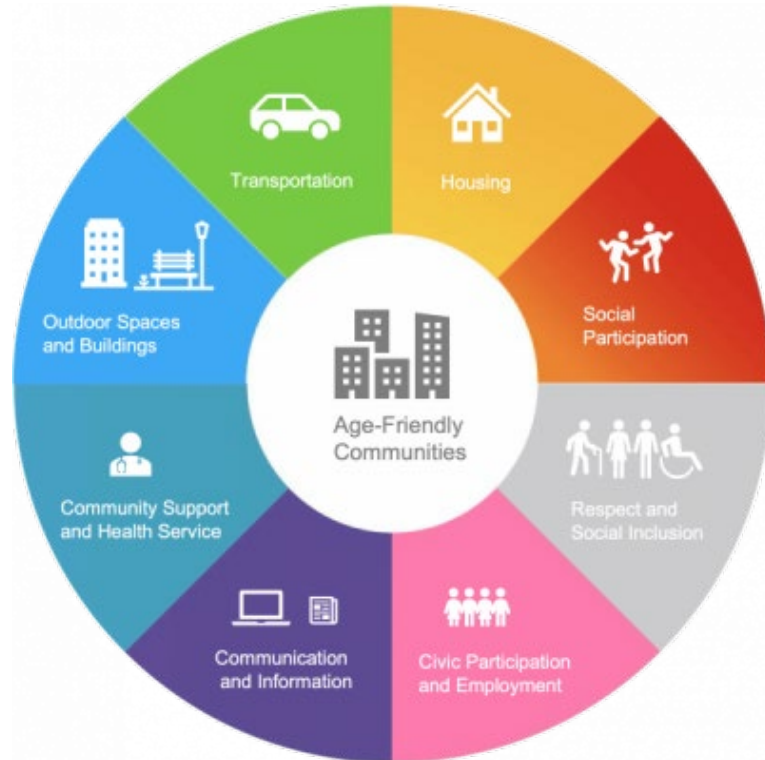 Transportation
Housing
Social
Participation
Respect and
Social Inclusion
Civic Participation
and Employment
Communication
and Information
Community Support
and Health Service
Outdoor Spaces
and Buildings
Age-Friendly
Communities